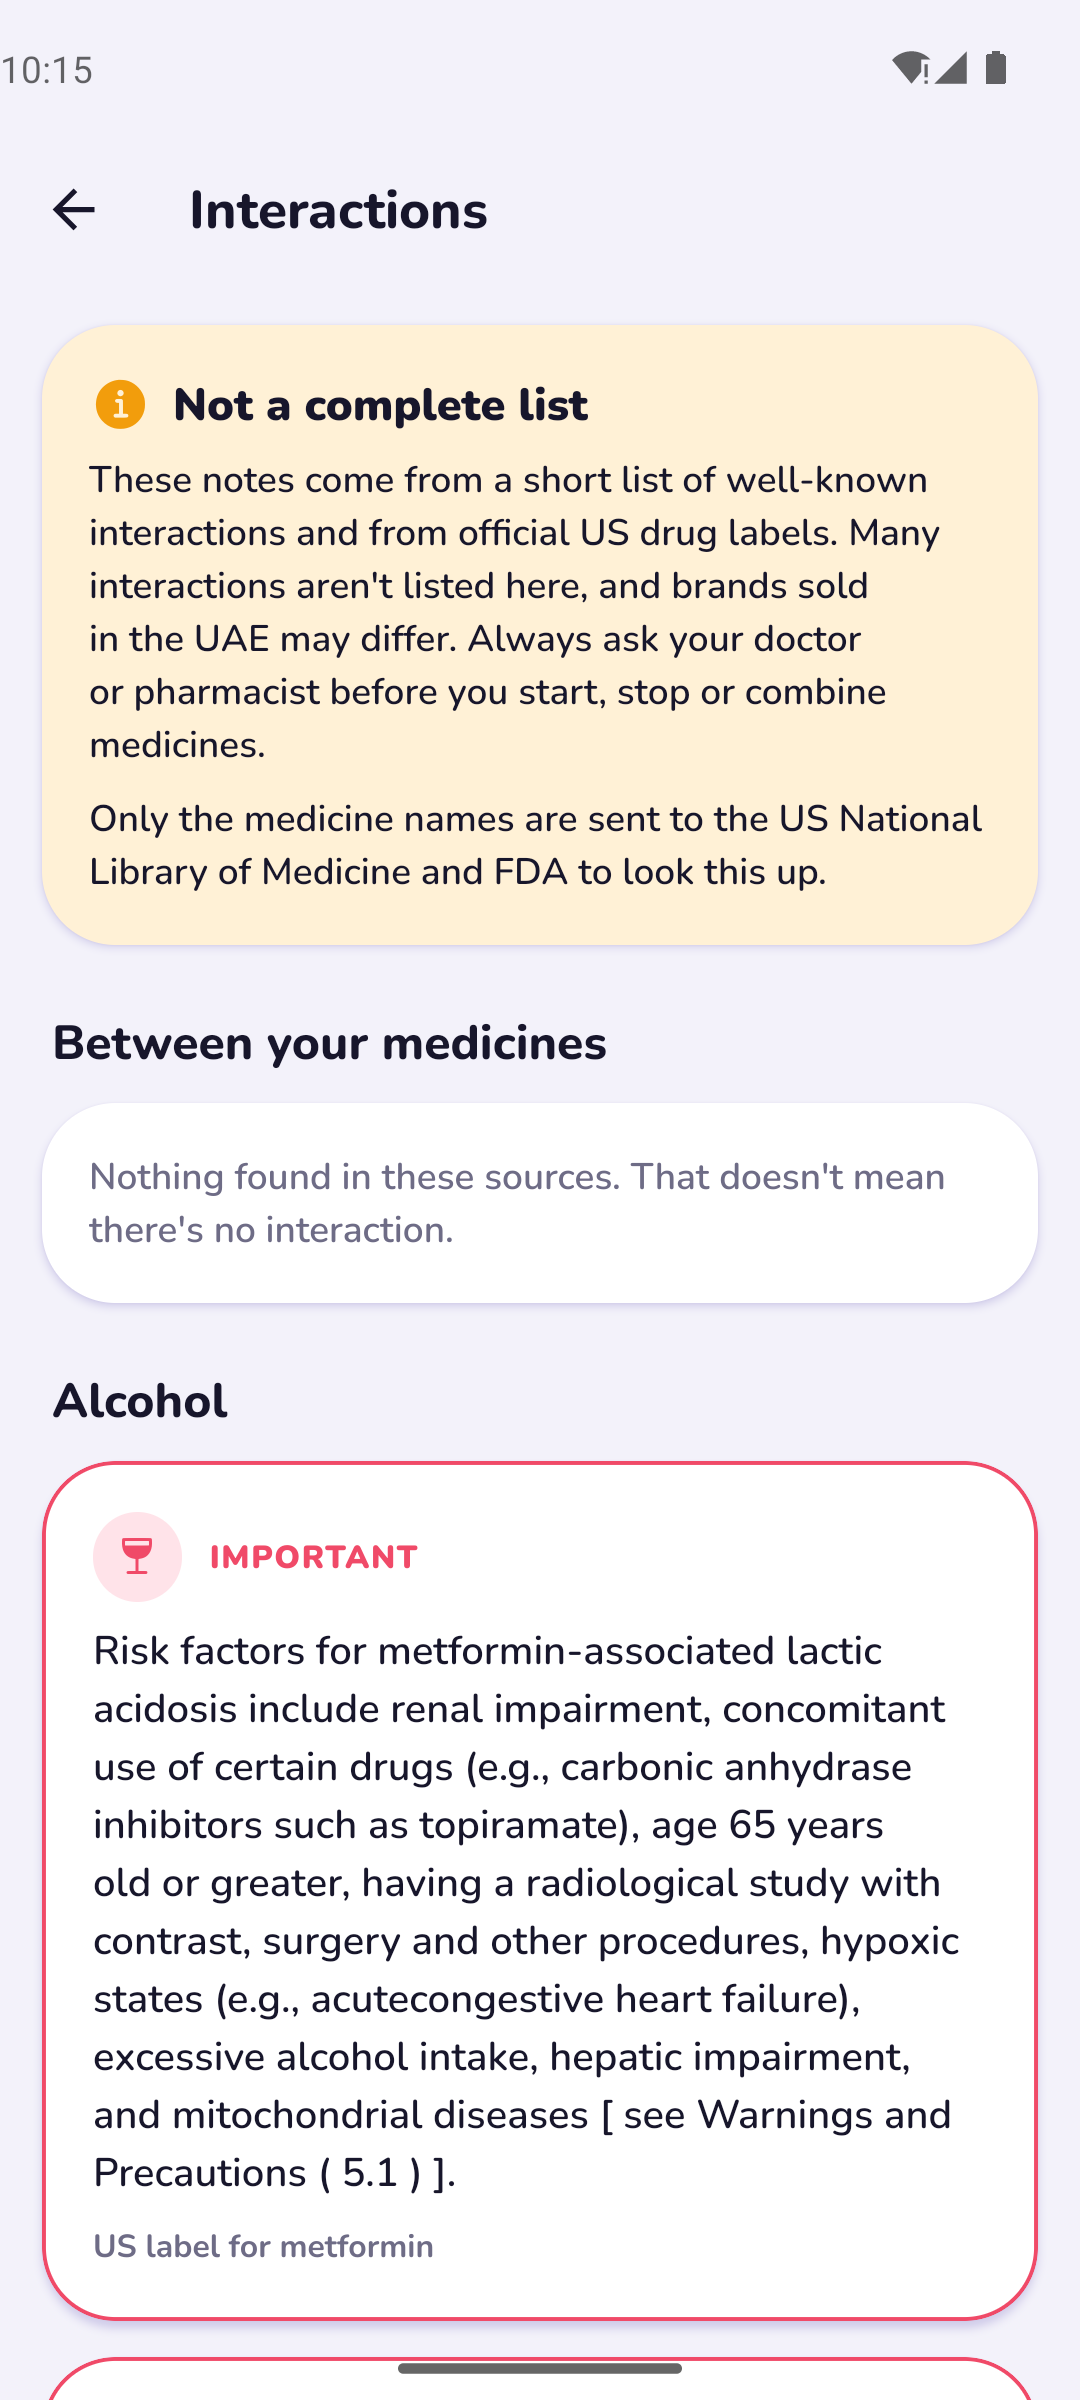 10:15
Interactions
Not a complete list
These notes come from a short list of well-known
interactions and from official US drug labels. Many
interactions aren't listed here, and brands sold
in the UAE may differ. Always ask your doctor
or pharmacist before you start, stop or combine
medicines.
Only the medicine names are sent to the US National
Library of Medicine and FDA to look this up.
Between your medicines
Nothing found in these sources. That doesn't mean
there's no interaction.
Alcohol
IMPORTANT
Risk factors for metformin-associated lactic
acidosis include renal impairment, concomitant
use of certain drugs (e.g., carbonic anhydrase
inhibitors such as topiramate), age 65 years
old or greater, having a radiological study with
contrast, surgery and other procedures, hypoxic
states (e.g., acutecongestive heart failure),
excessive alcohol intake, hepatic impairment,
and mitochondrial diseases [ see Warnings and
Precautions ( 5.1 ) ].
US label for metformin